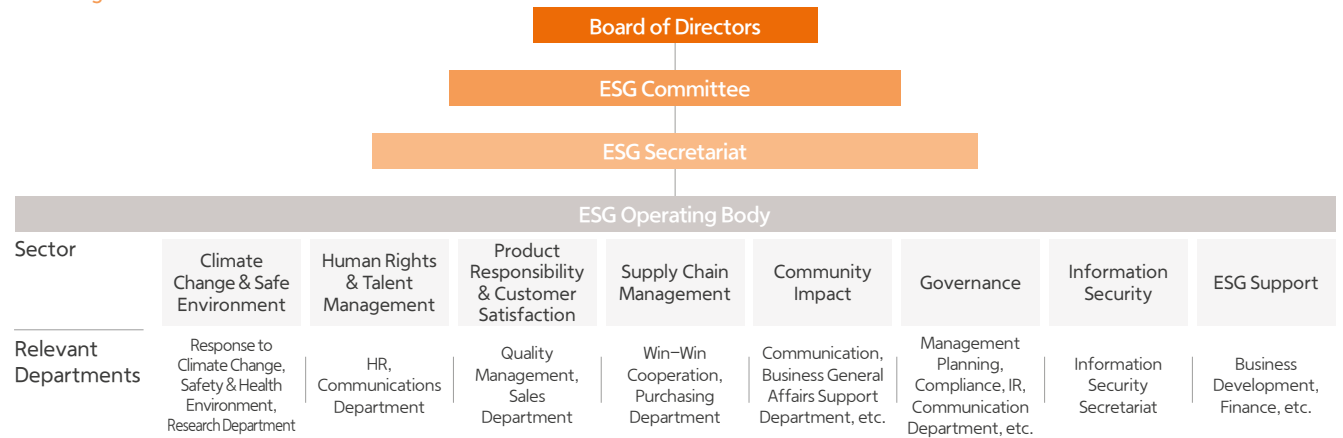 Board of Directors
ESG Committee
ESG Secretariat
ESG Operating Body
Sector
Climate
Change & Safe
Environment
Human Rights
& Talent
Management
Product
Responsibility
& Customer
Satisfaction
Supply Chain
Management
Community
Impact
Governance
Information
Security
ESG Support
Relevant
Departments
Response to
Climate Change,
Safety & Health
Environment,
Research Department
HR,
Communications
Department
Quality
Management,
Sales
Department
Win-Win
Cooperation,
Purchasing
Department
Communication,
Business General
Affairs Support
Department, etc.
Management
Planning,
Compliance, IR,
Communication
Department, etc.
Information
Security
Secretariat
Business
Development,
Finance, etc.